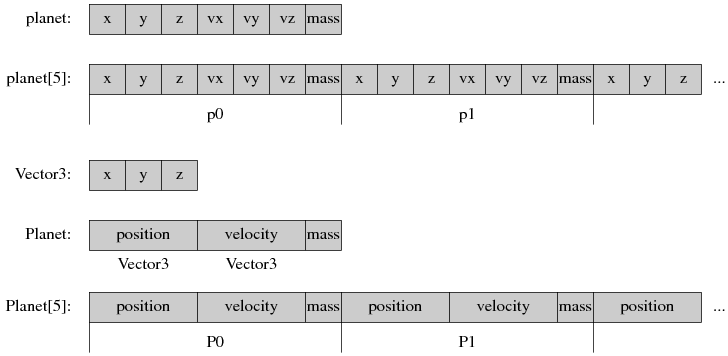 planet: x y z vx vy vz mass
planet[5]: x y z vx vy vz mass x y z vx vy vz mass x y z ...
p0 p1
Vector3: x y z
Planet: position velocity mass
Vector3 Vector3
Planet[5]: position velocity mass position velocity mass position ...
P0 P1